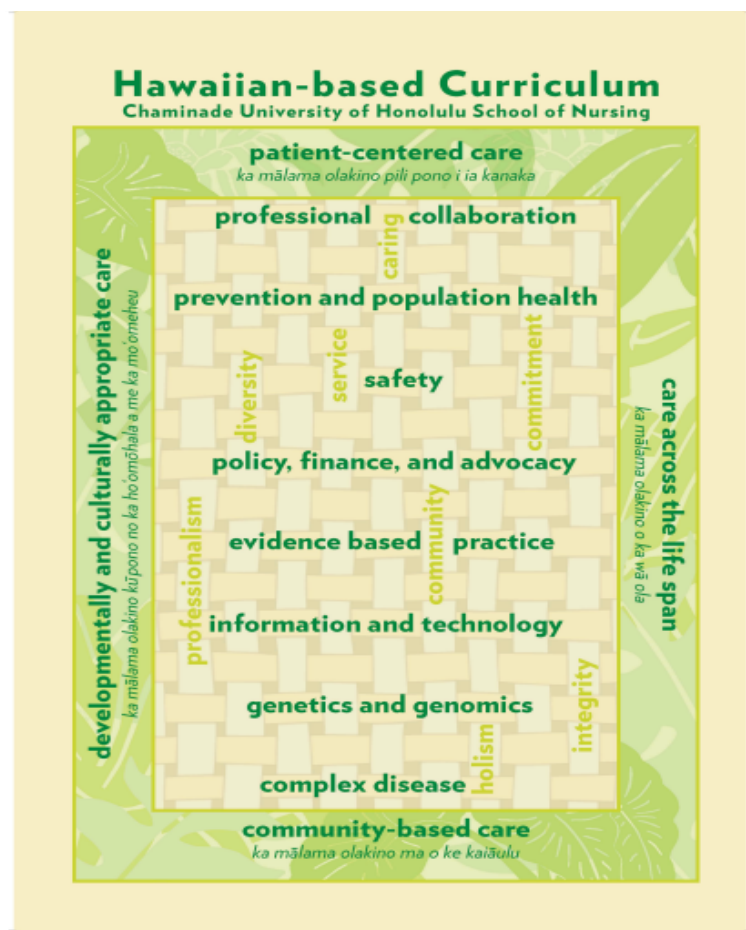 Hawaiian-based Curriculum
Chaminade University of Honolulu School of Nursing
patient-centered care
ka mālama olakino pili pono i ia kanaka
developmentally and culturally appropriate care
ka mālama olakino kūpono no ka ho'omōhala a me ka mo'omeheu
professional collaboration
caring
prevention and population health
diversity
service
commitment
safety
policy, finance, and advocacy
professionalism
community
evidence based practice
information and technology
genetics and genomics
integrity
holism
complex disease
care across the life span
ka mālama olakino o ka wā ola
community-based care
ka mālama olakino ma o ke kaiāulu